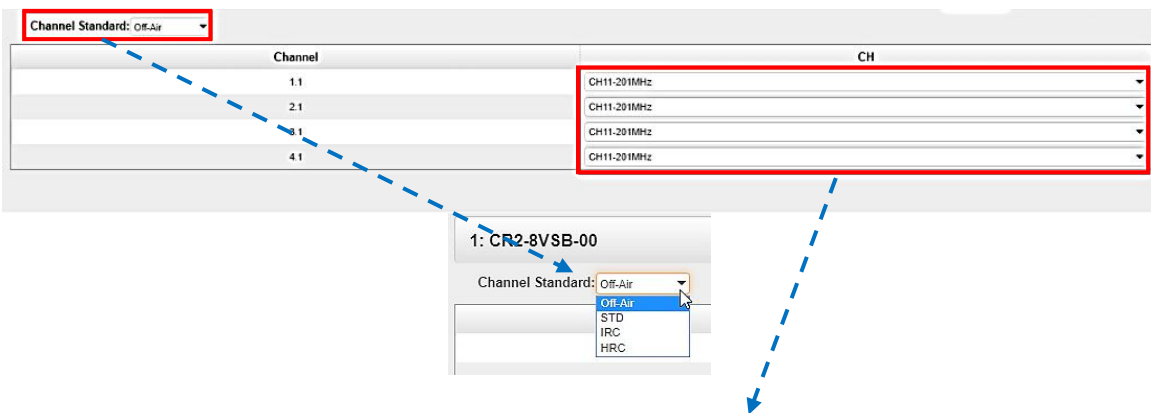 Channel Standard: Off-Air
Channel CH
1.1 CH11-201MHz
2.1 CH11-201MHz
3.1 CH11-201MHz
4.1 CH11-201MHz
1: CR2-8VSB-00
Channel Standard: Off-Air
Off-Air
STD
IRC
HRC